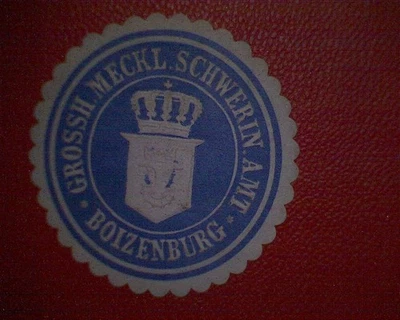 GROSSH. MECKL. SCHWERIN AMT
· BOIZENBURG ·